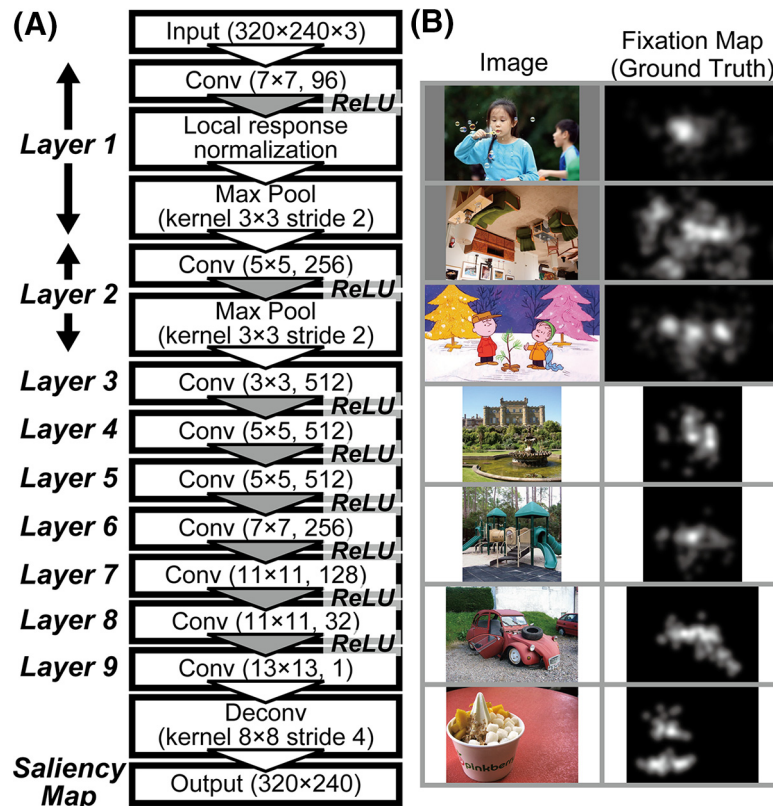 (A)
Input (320×240×3)
Layer 1
Conv (7×7, 96)
ReLU
Local response
normalization
Max Pool
(kernel 3×3 stride 2)
Layer 2
Conv (5×5, 256)
ReLU
Max Pool
(kernel 3×3 stride 2)
Layer 3
Conv (3×3, 512)
ReLU
Layer 4
Conv (5×5, 512)
ReLU
Layer 5
Conv (5×5, 512)
ReLU
Layer 6
Conv (7×7, 256)
ReLU
Layer 7
Conv (11×11, 128)
ReLU
Layer 8
Conv (11×11, 32)
ReLU
Layer 9
Conv (13×13, 1)
Deconv
(kernel 8×8 stride 4)
Saliency
Map
Output (320×240)
(B)
Image
Fixation Map
(Ground Truth)
pinkberry